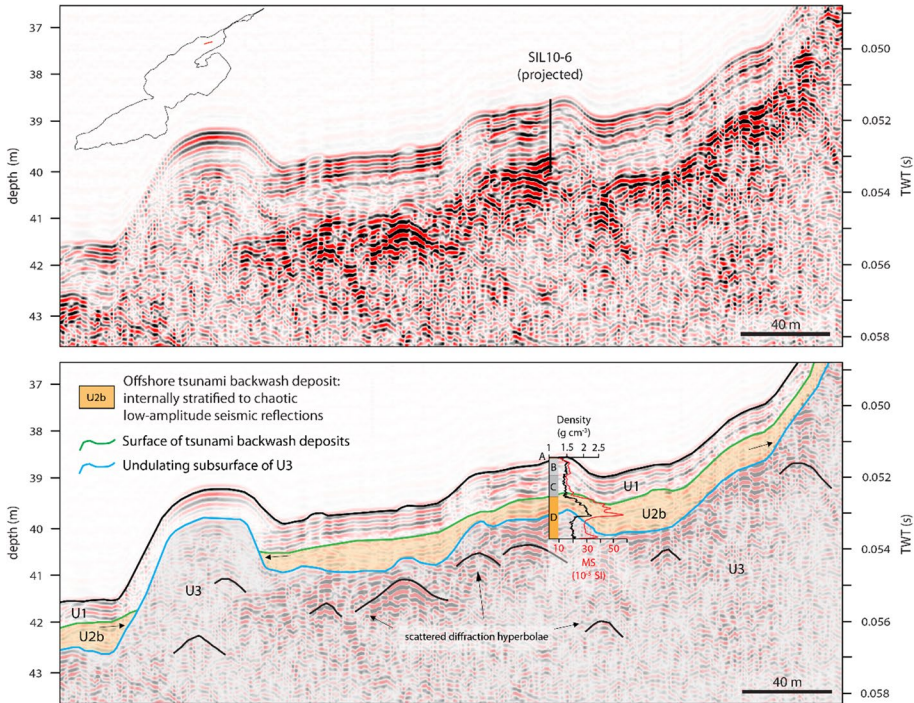 37
38
39
40
41
42
43
depth (m)
SIL10-6
(projected)
0.050
0.052
0.054
0.056
0.058
TWT (s)
40 m
37
38
39
40
41
42
43
depth (m)
U2b
Offshore tsunami backwash deposit:
internally stratified to chaotic
low-amplitude seismic reflections
Surface of tsunami backwash deposits
Undulating subsurface of U3
Density
(g cm-3)
1 1.5 2 2.5
A
B
C
D
10 30 50
MS
(10-5 SI)
U1
U2b
U3
U3
U1
U2b
scattered diffraction hyperbolae
0.050
0.052
0.054
0.056
0.058
TWT (s)
40 m